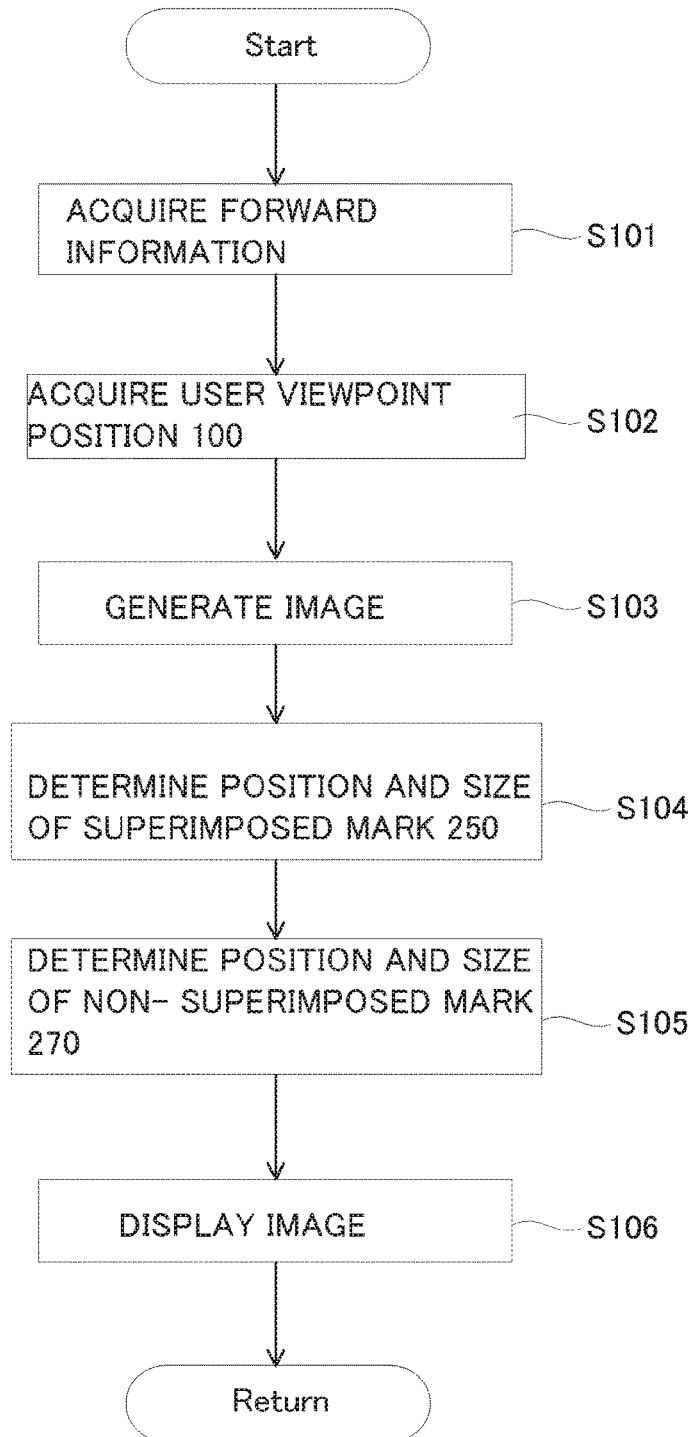 Start
ACQUIRE FORWARD
INFORMATION
S101
ACQUIRE USER VIEWPOINT
POSITION 100
S102
GENERATE IMAGE
S103
DETERMINE POSITION AND SIZE
OF SUPERIMPOSED MARK 250
S104
DETERMINE POSITION AND SIZE
OF NON- SUPERIMPOSED MARK
270
S105
DISPLAY IMAGE
S106
Return